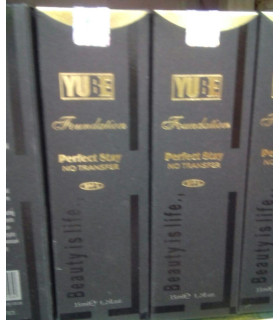 YUBE
Foundation
Perfect Stay
NO TRANSFER
Beauty is life..
YUBE
Foundation
Perfect Stay
NO TRANSFER
Beauty is life..